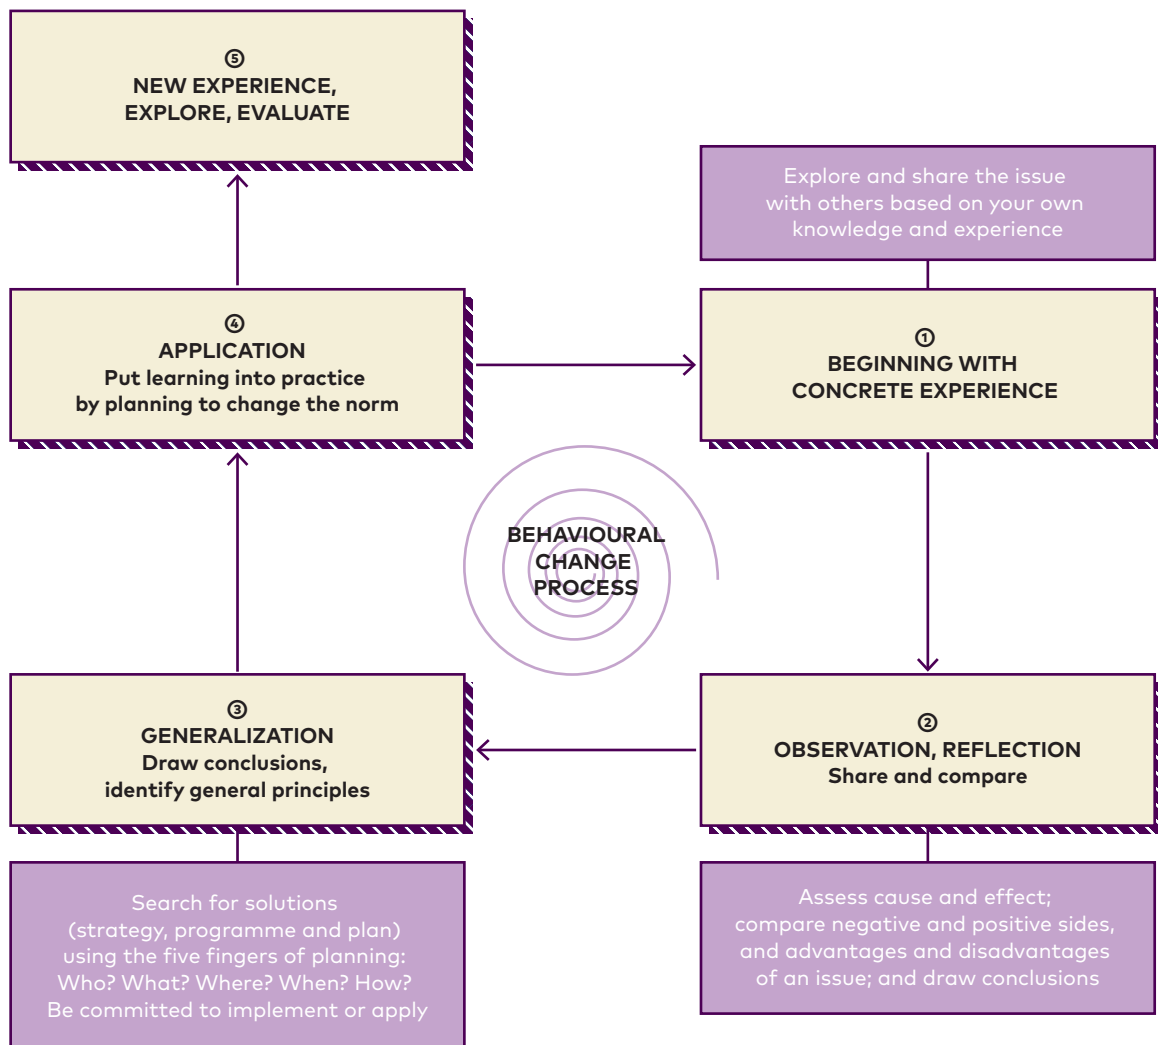 ⑤
NEW EXPERIENCE,
EXPLORE, EVALUATE
Explore and share the issue
with others based on your own
knowledge and experience
④
APPLICATION
Put learning into practice
by planning to change the norm
①
BEGINNING WITH
CONCRETE EXPERIENCE
BEHAVIOURAL
CHANGE
PROCESS
③
GENERALIZATION
Draw conclusions,
identify general principles
②
OBSERVATION, REFLECTION
Share and compare
Search for solutions
(strategy, programme and plan)
using the five fingers of planning:
Who? What? Where? When? How?
Be committed to implement or apply
Assess cause and effect;
compare negative and positive sides,
and advantages and disadvantages
of an issue; and draw conclusions